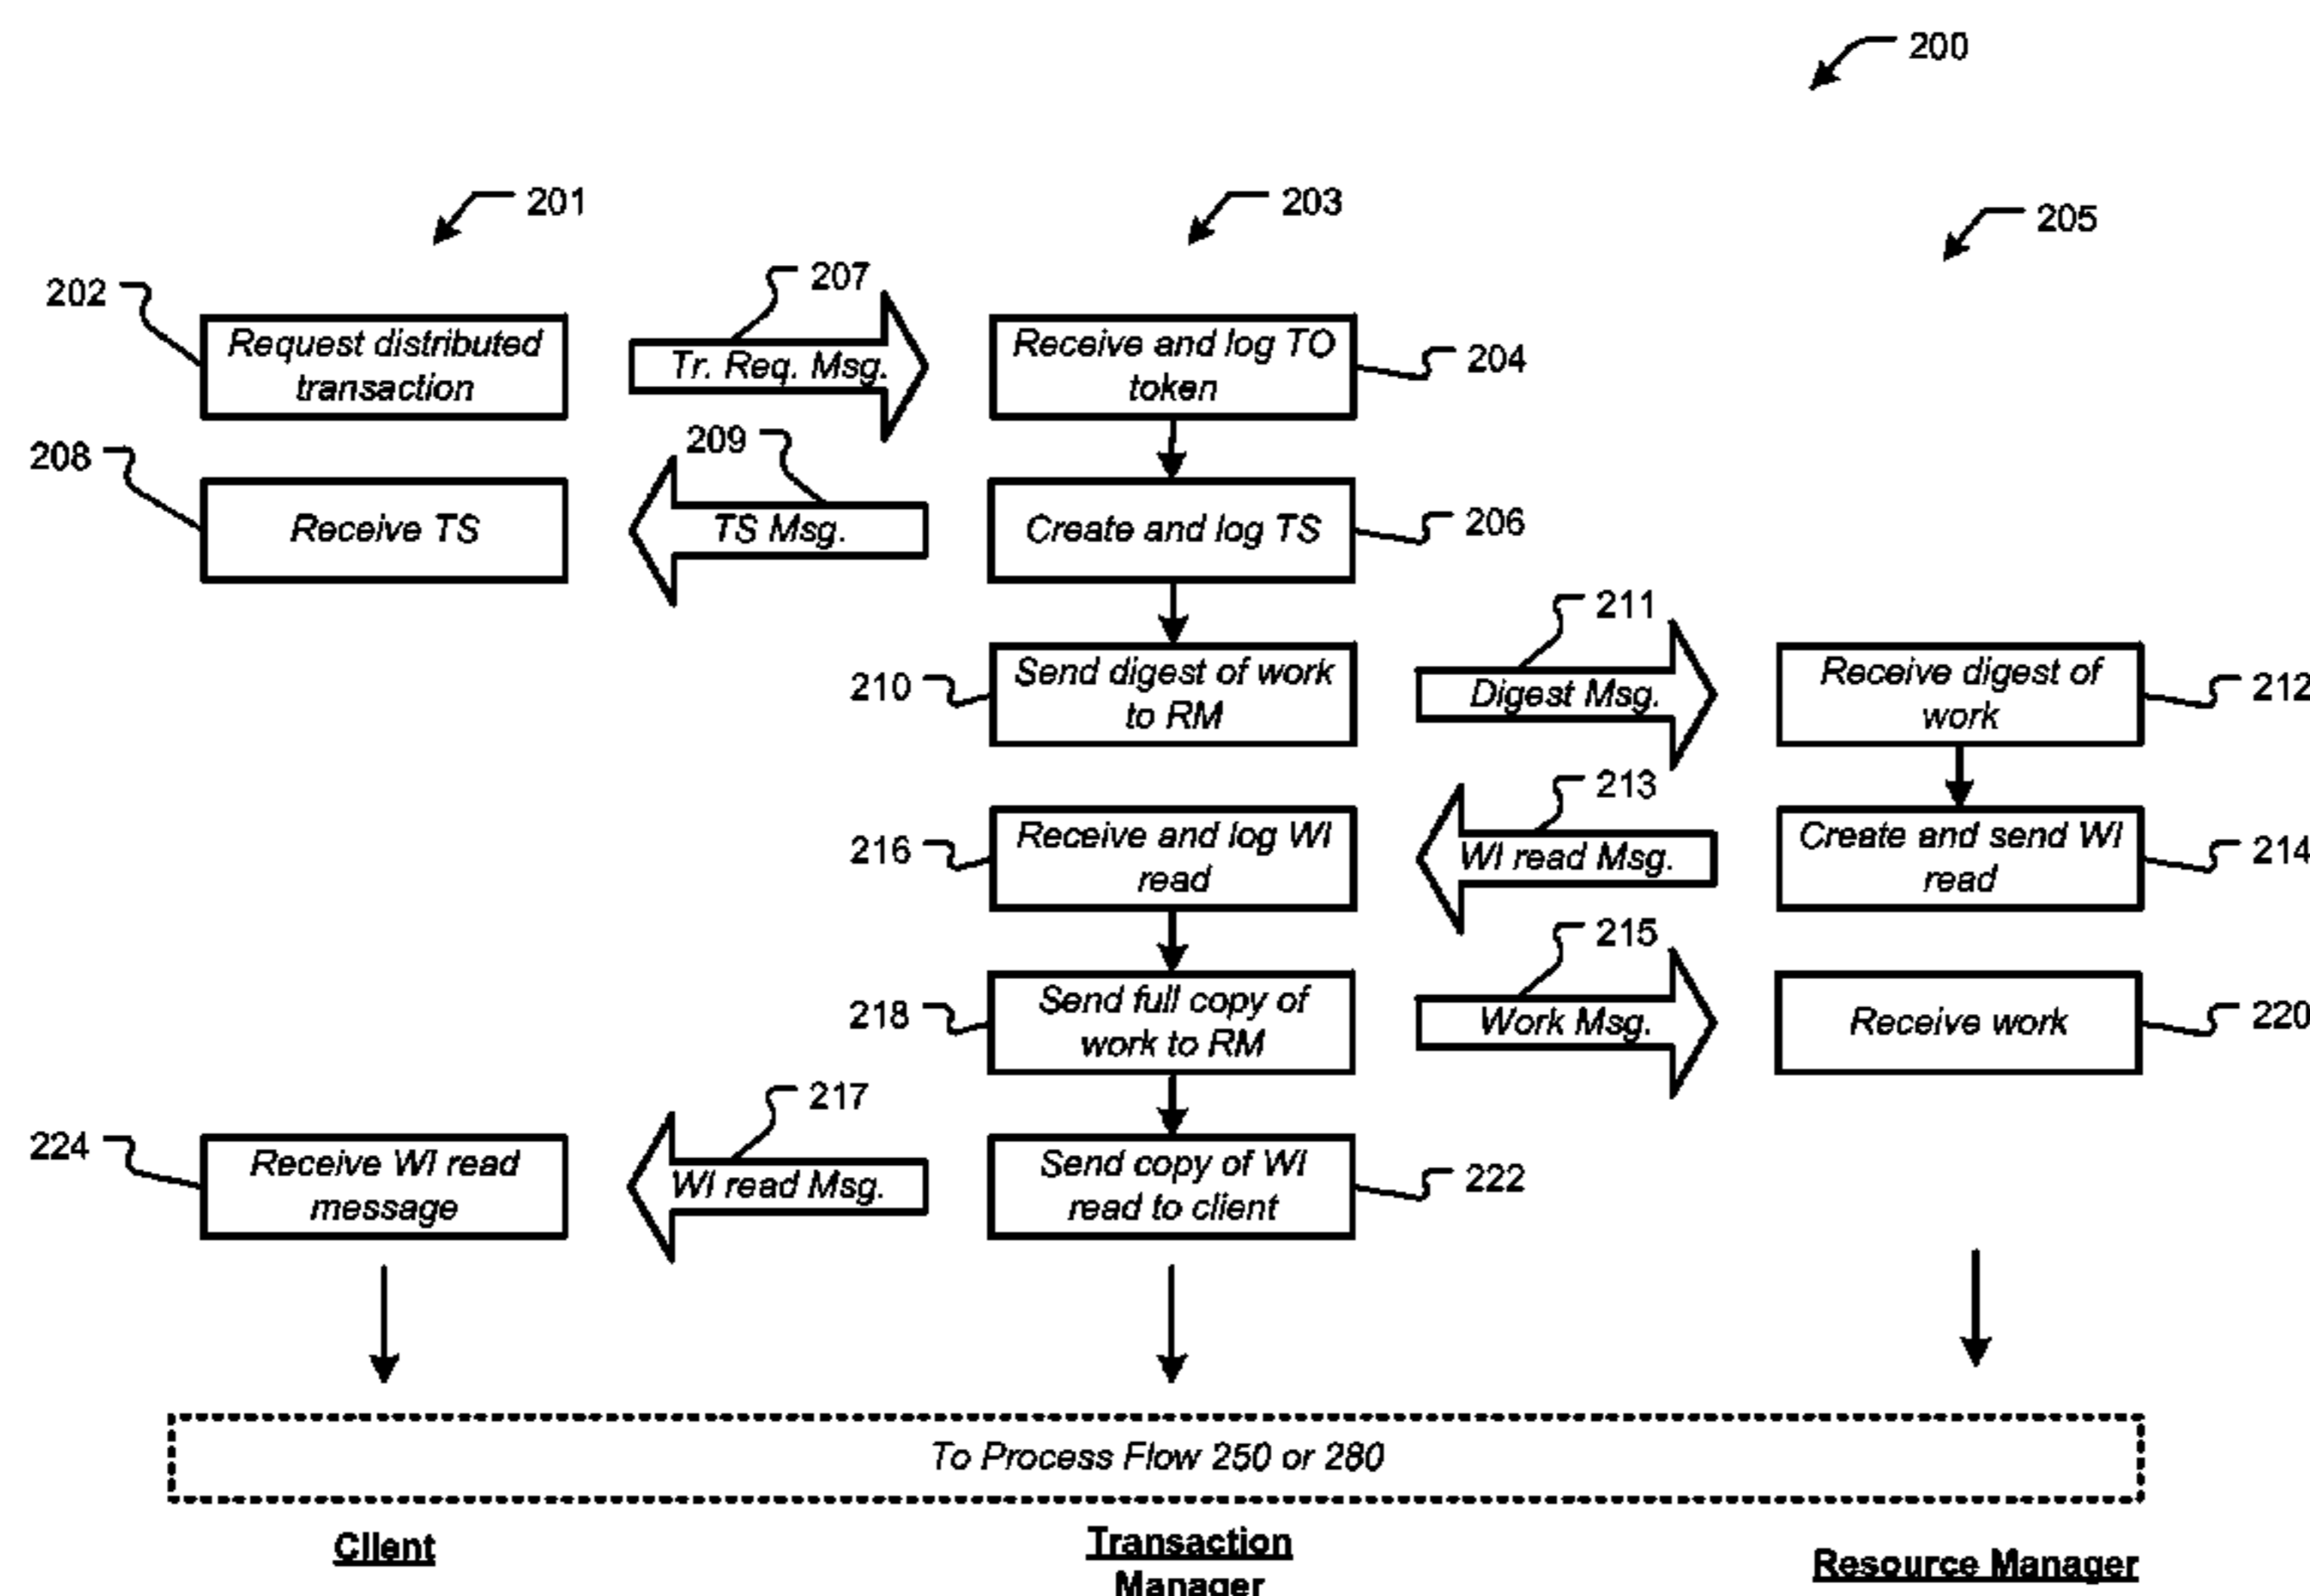 200
201
203
205
207
202
Request distributed
transaction
Tr. Req. Msg.
Receive and log TO
token
204
209
208
Receive TS
TS Msg.
Create and log TS
206
211
210
Send digest of work
to RM
Digest Msg.
Receive digest of
work
212
213
216
Receive and log WI
read
WI read Msg.
Create and send WI
read
214
215
218
Send full copy of
work to RM
Work Msg.
Receive work
220
217
224
Receive WI read
message
WI read Msg.
Send copy of WI
read to client
222
To Process Flow 250 or 280
Client
Transaction
Manager
Resource Manager